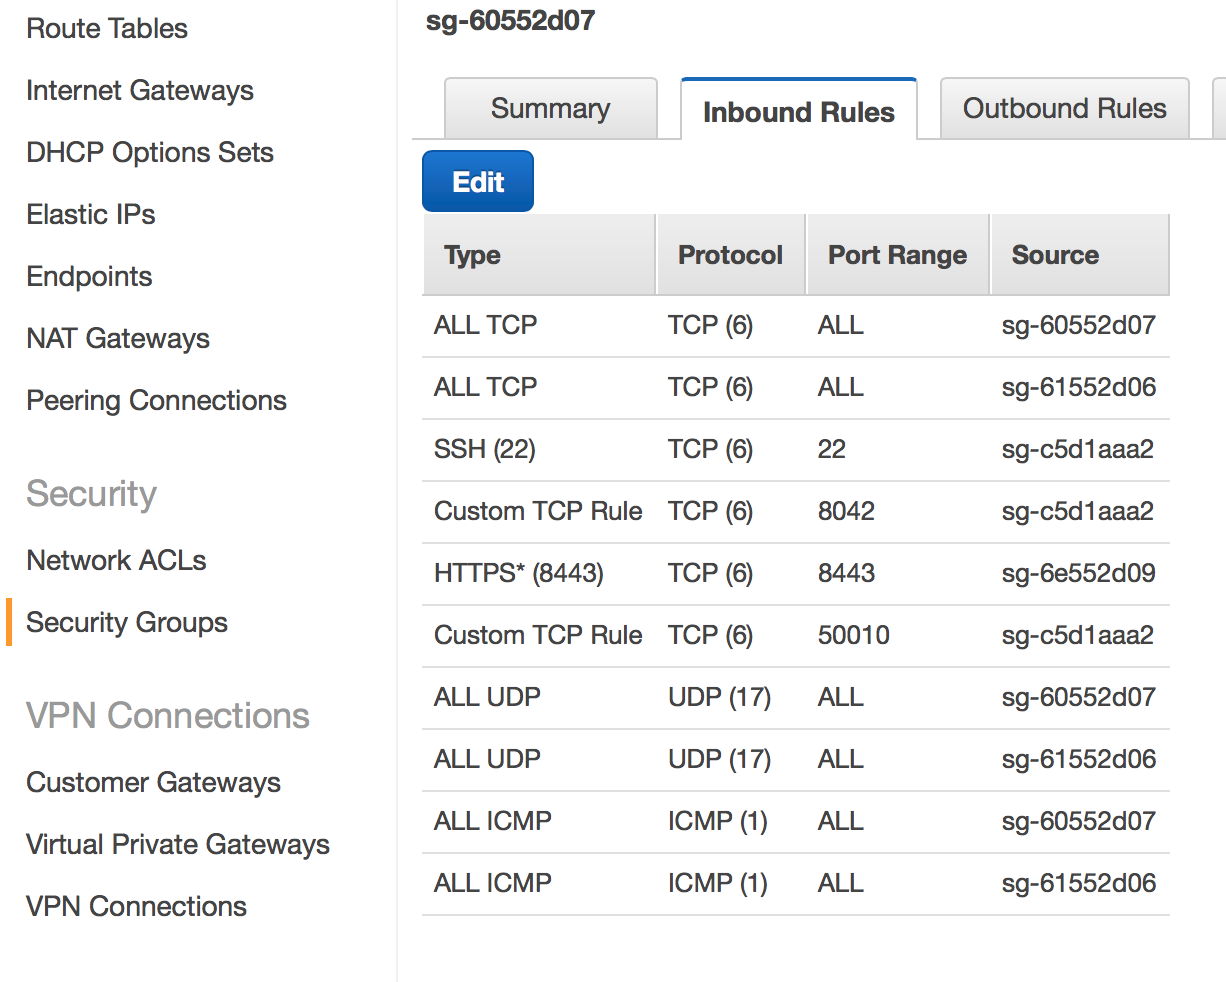 Route Tables
Internet Gateways
DHCP Options Sets
Elastic IPs
Endpoints
NAT Gateways
Peering Connections
Security
Network ACLs
Security Groups
VPN Connections
Customer Gateways
Virtual Private Gateways
VPN Connections
sg-60552d07
Summary Inbound Rules Outbound Rules
Edit
Type Protocol Port Range Source
ALL TCP TCP (6) ALL sg-60552d07
ALL TCP TCP (6) ALL sg-61552d06
SSH (22) TCP (6) 22 sg-c5d1aaa2
Custom TCP Rule TCP (6) 8042 sg-c5d1aaa2
HTTPS* (8443) TCP (6) 8443 sg-6e552d09
Custom TCP Rule TCP (6) 50010 sg-c5d1aaa2
ALL UDP UDP (17) ALL sg-60552d07
ALL UDP UDP (17) ALL sg-61552d06
ALL ICMP ICMP (1) ALL sg-60552d07
ALL ICMP ICMP (1) ALL sg-61552d06